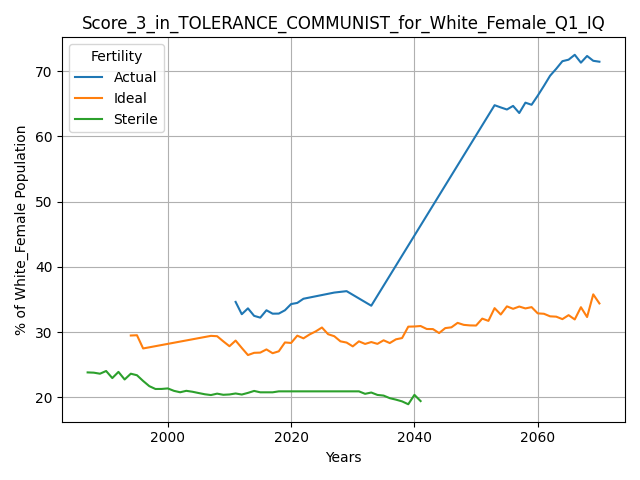 Score_3_in_TOLERANCE_COMMUNIST_for_White_Female_Q1_IQ
Fertility
Actual
Ideal
Sterile
% of White_Female Population
70
60
50
40
30
20
2000 2020 2040 2060
Years